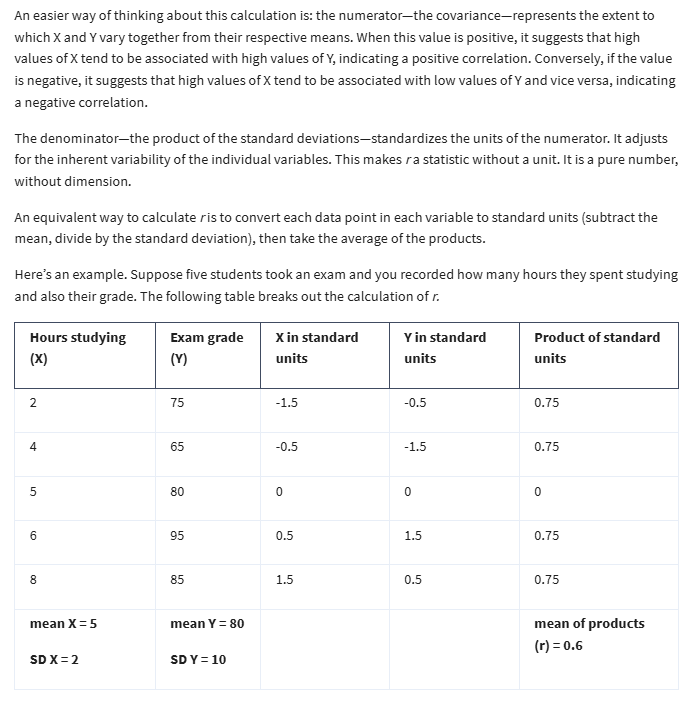 An easier way of thinking about this calculation is: the numerator—the covariance—represents the extent to
which X and Y vary together from their respective means. When this value is positive, it suggests that high
values of X tend to be associated with high values of Y, indicating a positive correlation. Conversely, if the value
is negative, it suggests that high values of X tend to be associated with low values of Y and vice versa, indicating
a negative correlation.
The denominator—the product of the standard deviations—standardizes the units of the numerator. It adjusts
for the inherent variability of the individual variables. This makes r a statistic without a unit. It is a pure number,
without dimension.
An equivalent way to calculate r is to convert each data point in each variable to standard units (subtract the
mean, divide by the standard deviation), then take the average of the products.
Here's an example. Suppose five students took an exam and you recorded how many hours they spent studying
and also their grade. The following table breaks out the calculation of r.
Hours studying (X) Exam grade (Y) X in standard units Y in standard units Product of standard units
2 75 -1.5 -0.5 0.75
4 65 -0.5 -1.5 0.75
5 80 0 0 0
6 95 0.5 1.5 0.75
8 85 1.5 0.5 0.75
mean X = 5 mean Y = 80 mean of products
(r) = 0.6
SD X = 2 SD Y = 10